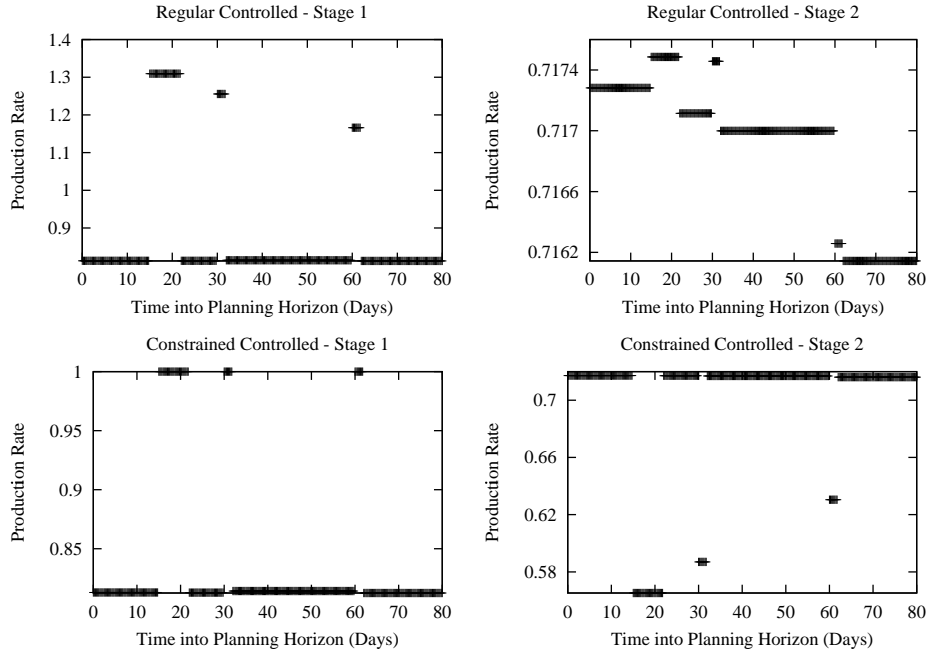 Regular Controlled - Stage 1
1.4
1.3
1.2
1.1
1
0.9
Production Rate
0 10 20 30 40 50 60 70 80
Time into Planning Horizon (Days)
Regular Controlled - Stage 2
0.7174
0.717
0.7166
0.7162
Production Rate
0 10 20 30 40 50 60 70 80
Time into Planning Horizon (Days)
Constrained Controlled - Stage 1
1
0.95
0.9
0.85
Production Rate
0 10 20 30 40 50 60 70 80
Time into Planning Horizon (Days)
Constrained Controlled - Stage 2
0.7
0.66
0.62
0.58
Production Rate
0 10 20 30 40 50 60 70 80
Time into Planning Horizon (Days)